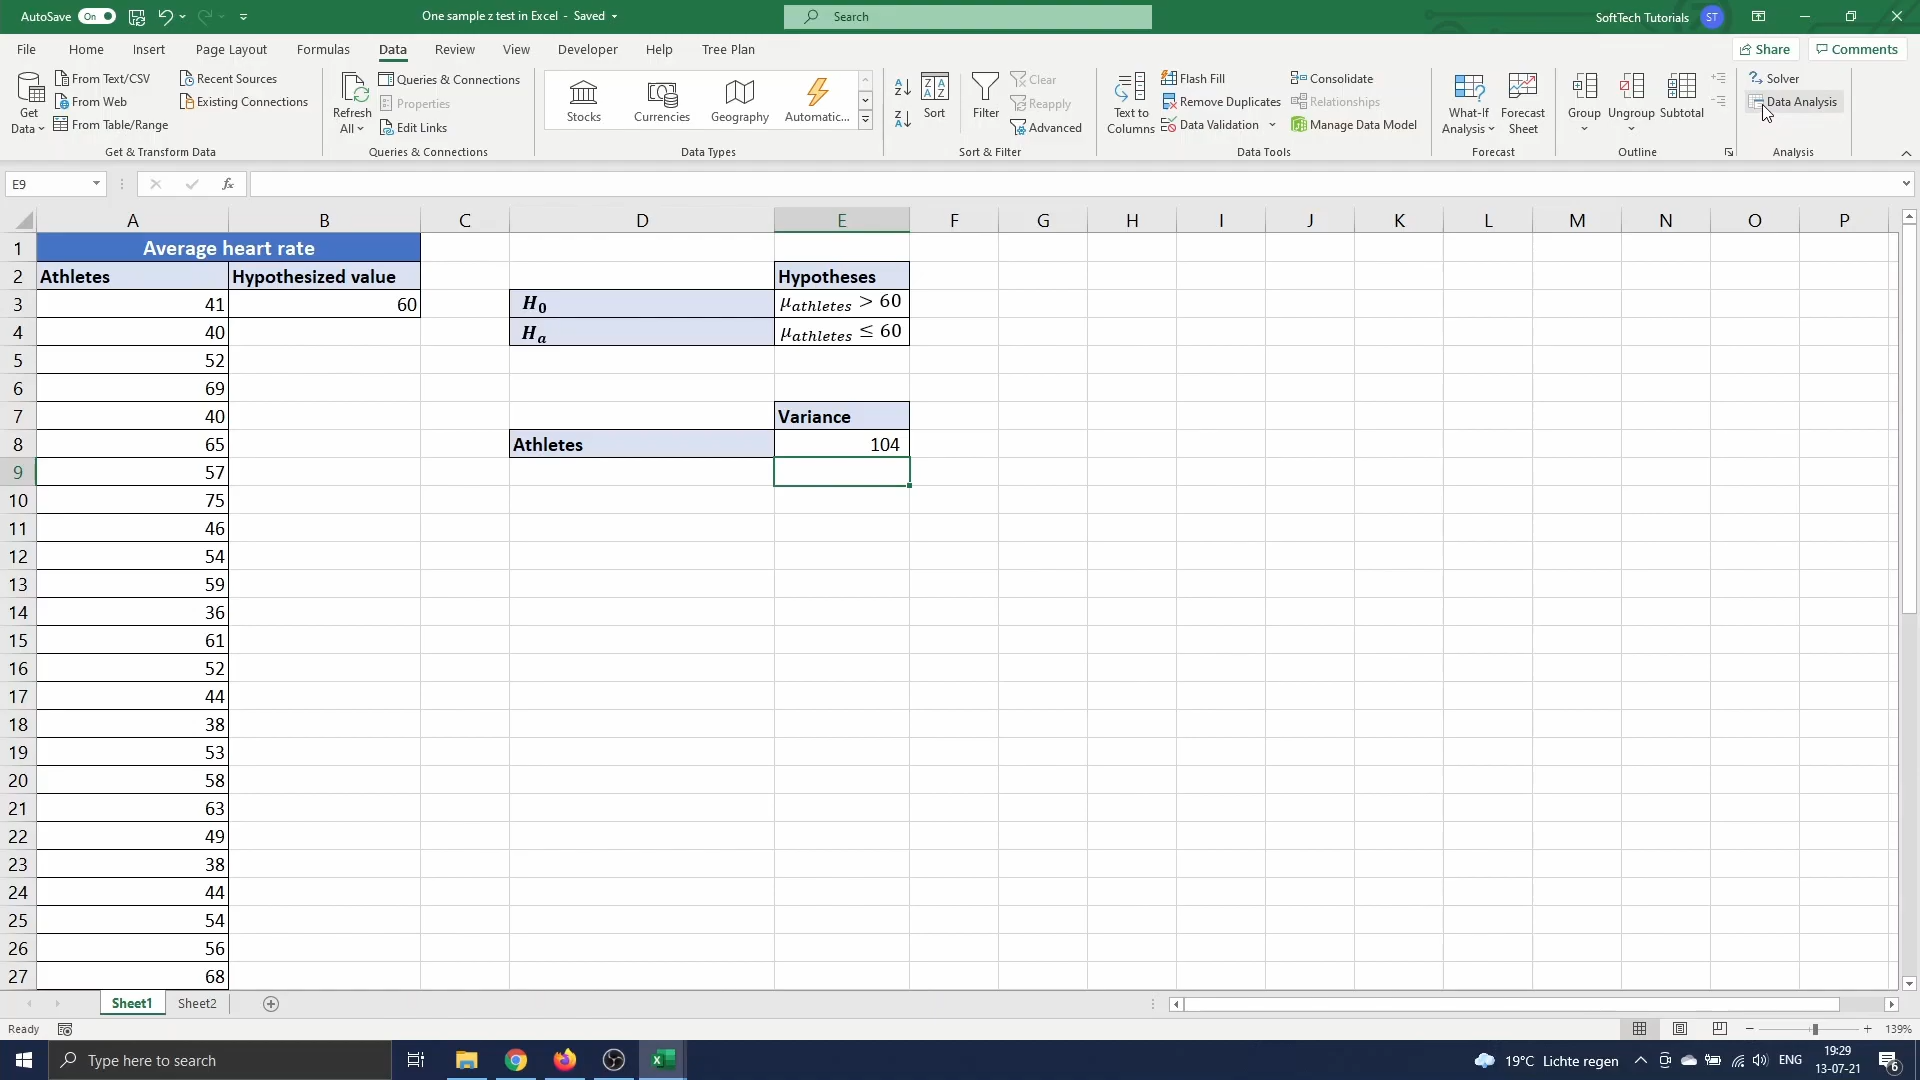 AutoSave On One sample z test in Excel - Saved Search SoftTech Tutorials ST
File Home Insert Page Layout Formulas Data Review View Developer Help Tree Plan Share Comments
Get Data
From Text/CSV
From Web
From Table/Range
Recent Sources
Existing Connections
Get & Transform Data
Refresh All
Queries & Connections
Properties
Edit Links
Queries & Connections
Stocks Currencies Geography Automatic...
Data Types
Sort
Filter
Clear
Reapply
Advanced
Sort & Filter
Text to Columns
Flash Fill
Remove Duplicates
Data Validation
Consolidate
Relationships
Manage Data Model
Data Tools
What-If Analysis
Forecast Sheet
Forecast
Group Ungroup Subtotal
Outline
Solver
Data Analysis
Analysis
E9 fx
A B C D E F G H I J K L M N O P
1 Average heart rate
2 Athletes Hypothesized value Hypotheses
3 41 60 H0 μathletes > 60
4 40 Ha μathletes ≤ 60
5 52
6 69
7 40 Variance
8 65 Athletes 104
9 57
10 75
11 46
12 54
13 59
14 36
15 61
16 52
17 44
18 38
19 53
20 58
21 63
22 49
23 38
24 44
25 54
26 56
27 68
Sheet1 Sheet2
Ready 139%
Type here to search 19°C Lichte regen ENG 19:29 6
13-07-21